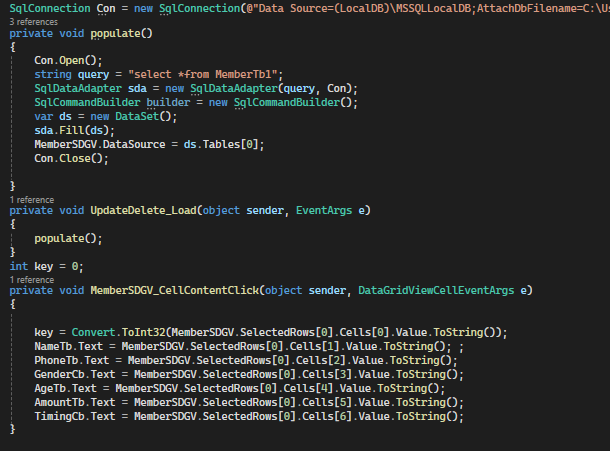 SqlConnection Con = new SqlConnection(@"Data Source=(LocalDB)\MSSQLLocalDB;AttachDbFilename=C:\Us
3 references
private void populate()
{
    Con.Open();
    string query = "select *from MemberTb1";
    SqlDataAdapter sda = new SqlDataAdapter(query, Con);
    SqlCommandBuilder builder = new SqlCommandBuilder();
    var ds = new DataSet();
    sda.Fill(ds);
    MemberSDGV.DataSource = ds.Tables[0];
    Con.Close();
}
1 reference
private void UpdateDelete_Load(object sender, EventArgs e)
{
    populate();
}
int key = 0;
1 reference
private void MemberSDGV_CellContentClick(object sender, DataGridViewCellEventArgs e)
{
    key = Convert.ToInt32(MemberSDGV.SelectedRows[0].Cells[0].Value.ToString());
    NameTb.Text = MemberSDGV.SelectedRows[0].Cells[1].Value.ToString(); ;
    PhoneTb.Text = MemberSDGV.SelectedRows[0].Cells[2].Value.ToString();
    GenderCb.Text = MemberSDGV.SelectedRows[0].Cells[3].Value.ToString();
    AgeTb.Text = MemberSDGV.SelectedRows[0].Cells[4].Value.ToString();
    AmountTb.Text = MemberSDGV.SelectedRows[0].Cells[5].Value.ToString();
    TimingCb.Text = MemberSDGV.SelectedRows[0].Cells[6].Value.ToString();
}